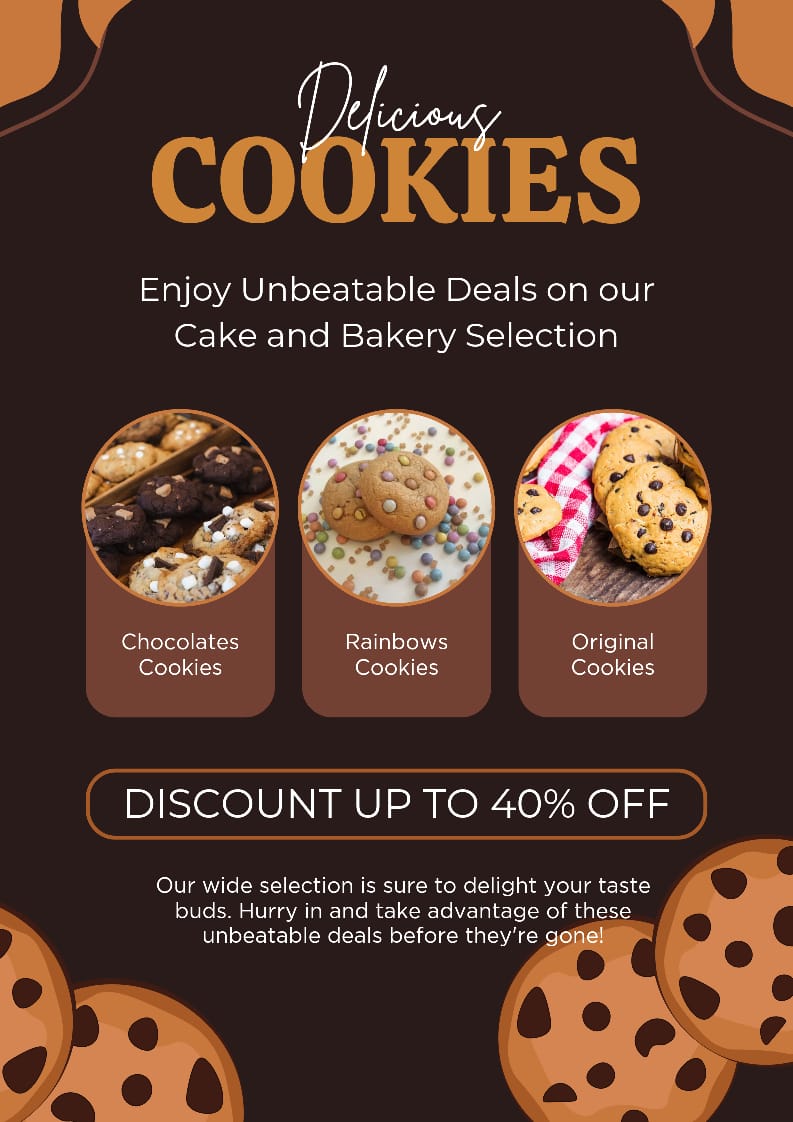 Delicious
COOKIES
Enjoy Unbeatable Deals on our
Cake and Bakery Selection
Chocolates
Cookies
Rainbows
Cookies
Original
Cookies
DISCOUNT UP TO 40% OFF
Our wide selection is sure to delight your taste
buds. Hurry in and take advantage of these
unbeatable deals before they're gone!